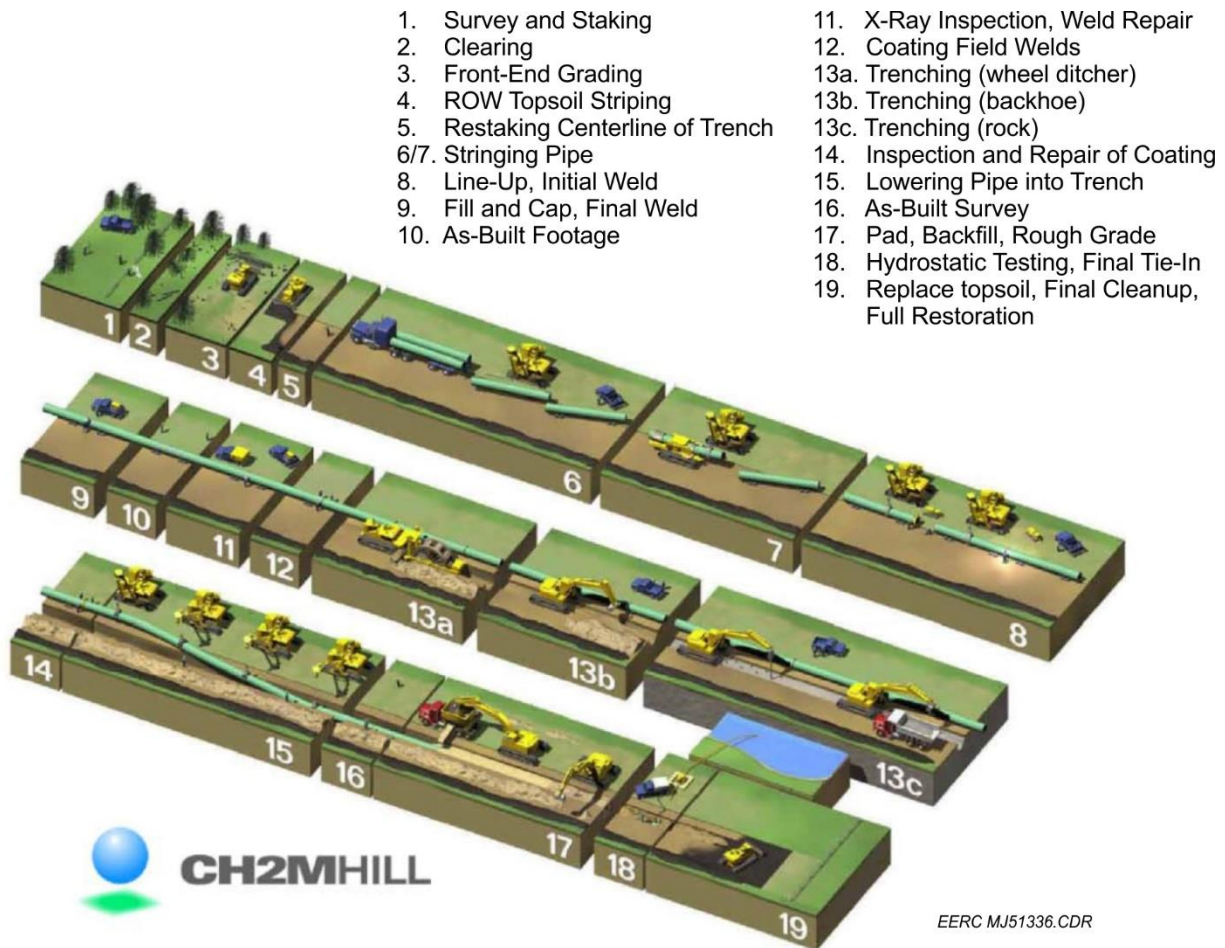 1. Survey and Staking
2. Clearing
3. Front-End Grading
4. ROW Topsoil Striping
5. Restaking Centerline of Trench
6/7. Stringing Pipe
8. Line-Up, Initial Weld
9. Fill and Cap, Final Weld
10. As-Built Footage
11. X-Ray Inspection, Weld Repair
12. Coating Field Welds
13a. Trenching (wheel ditcher)
13b. Trenching (backhoe)
13c. Trenching (rock)
14. Inspection and Repair of Coating
15. Lowering Pipe into Trench
16. As-Built Survey
17. Pad, Backfill, Rough Grade
18. Hydrostatic Testing, Final Tie-In
19. Replace topsoil, Final Cleanup,
Full Restoration
1
2
3
4
5
6
7
8
9
10
11
12
13a
13b
13c
14
15
16
17
18
19
CH2MHILL
EERC MJ51336.CDR